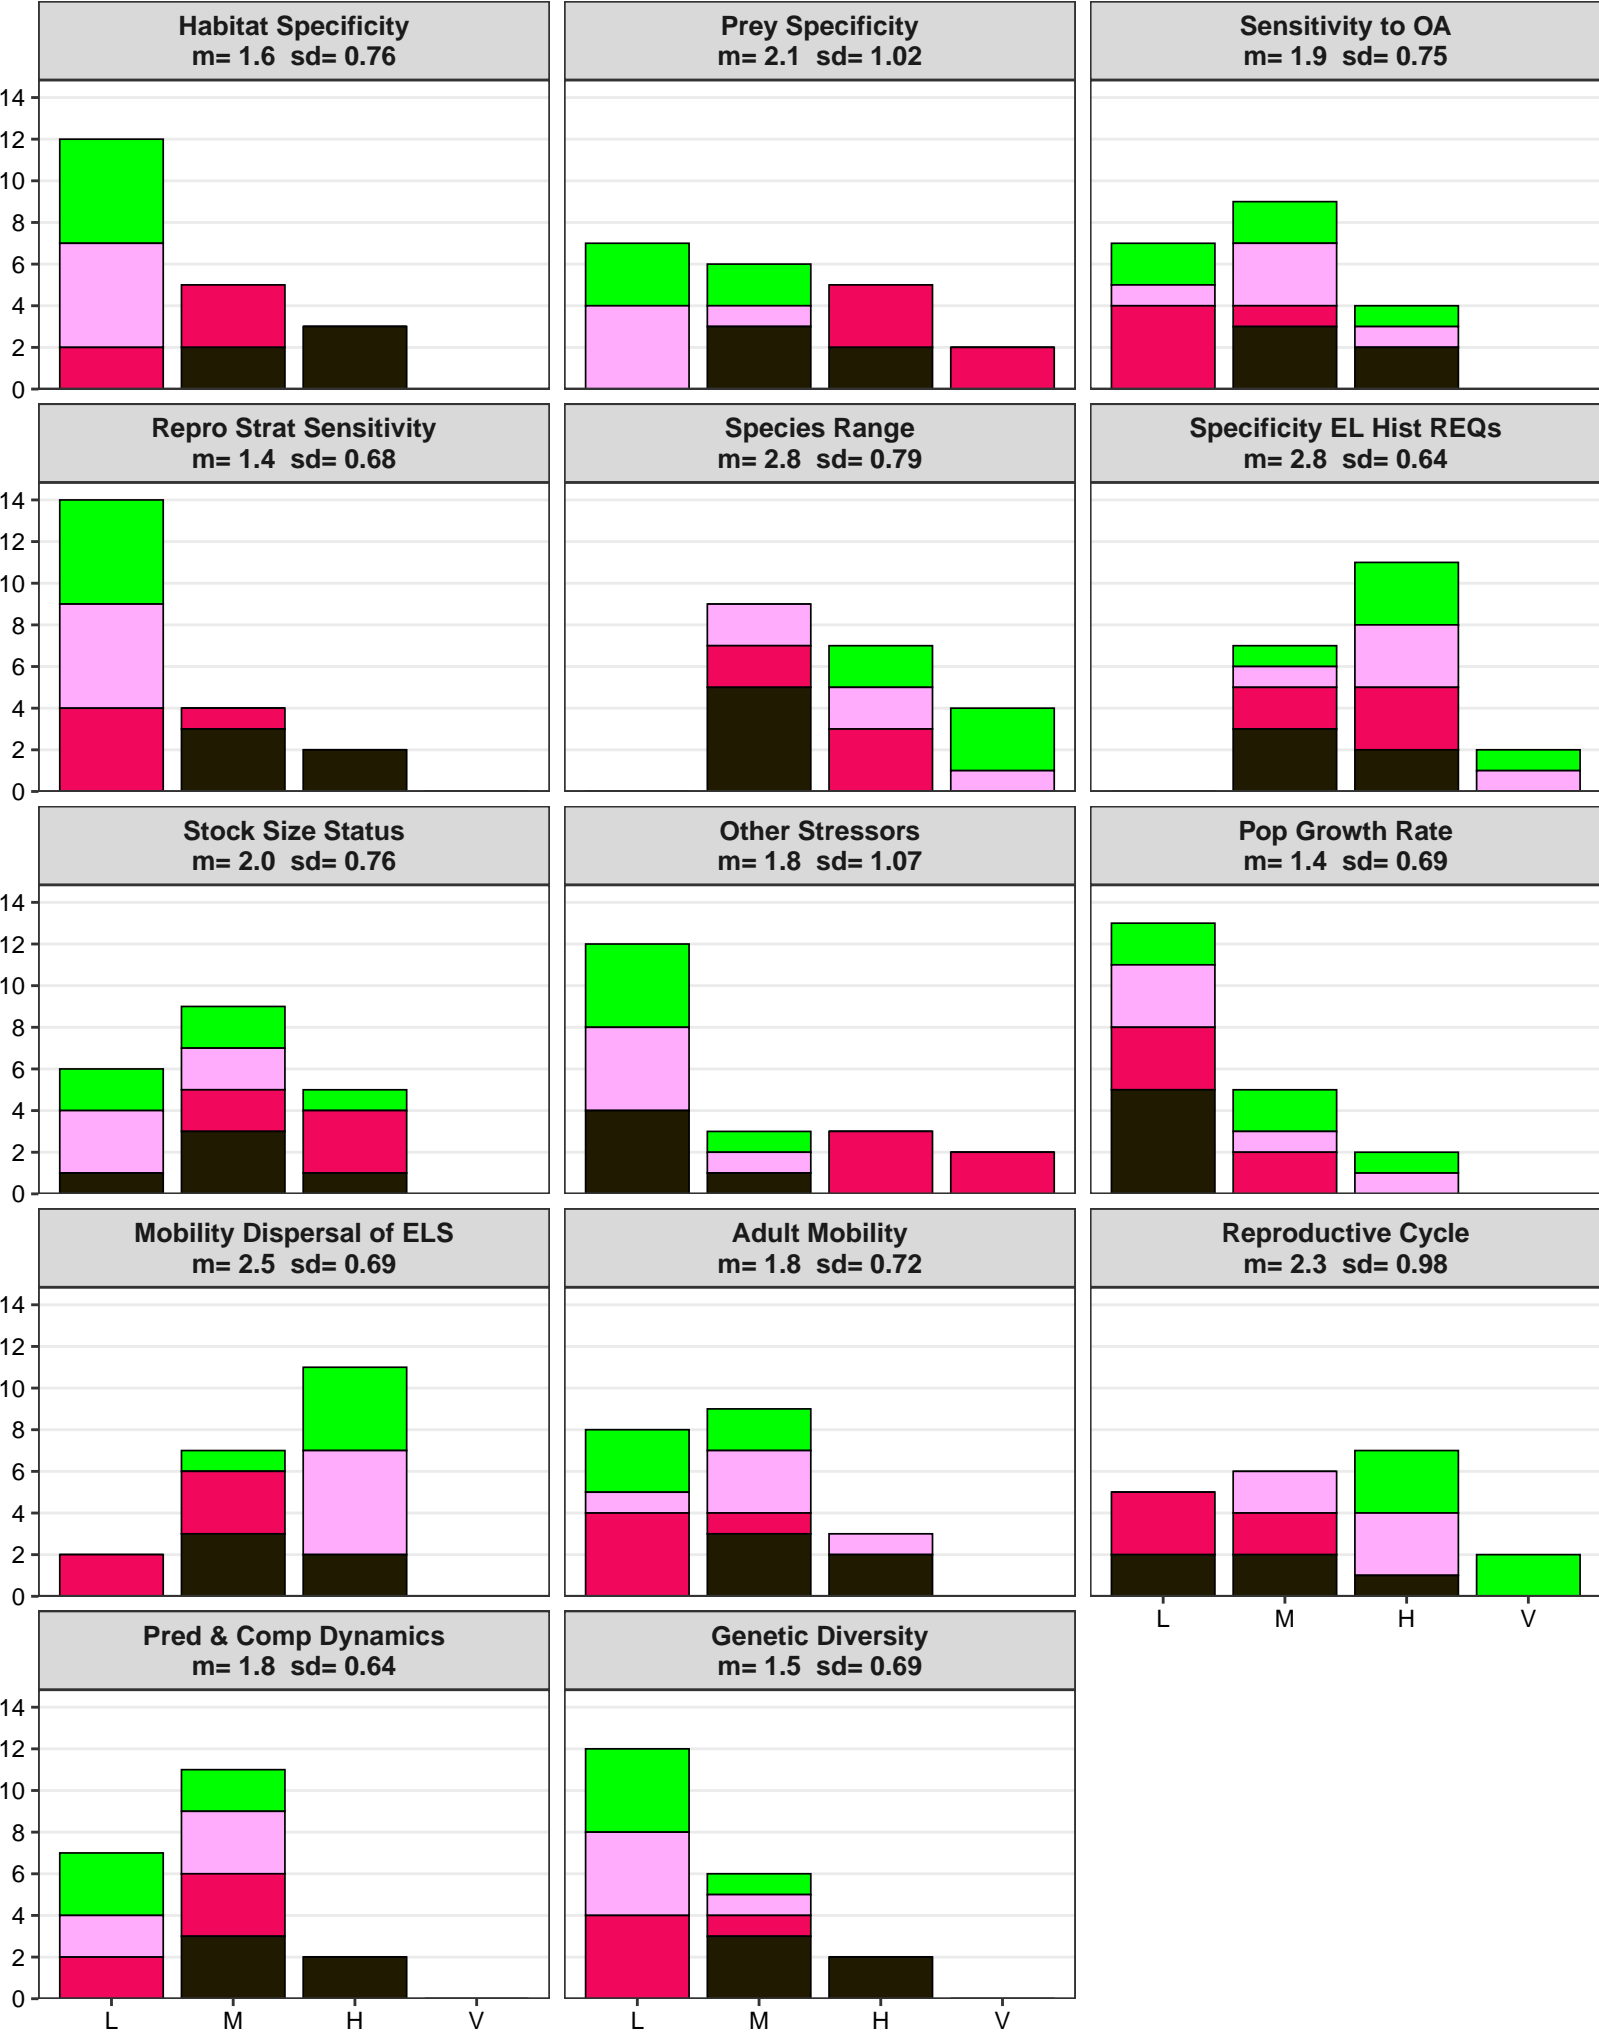 Habitat Specificity
m= 1.6 sd= 0.76
Prey Specificity
m= 2.1 sd= 1.02
Sensitivity to OA
m= 1.9 sd= 0.75
14
12
10
8
6
4
2
0
Repro Strat Sensitivity
m= 1.4 sd= 0.68
Species Range
m= 2.8 sd= 0.79
Specificity EL Hist REQs
m= 2.8 sd= 0.64
14
12
10
8
6
4
2
0
Stock Size Status
m= 2.0 sd= 0.76
Other Stressors
m= 1.8 sd= 1.07
Pop Growth Rate
m= 1.4 sd= 0.69
14
12
10
8
6
4
2
0
Mobility Dispersal of ELS
m= 2.5 sd= 0.69
Adult Mobility
m= 1.8 sd= 0.72
Reproductive Cycle
m= 2.3 sd= 0.98
14
12
10
8
6
4
2
0
L M H V
Pred & Comp Dynamics
m= 1.8 sd= 0.64
Genetic Diversity
m= 1.5 sd= 0.69
14
12
10
8
6
4
2
0
L M H V
L M H V